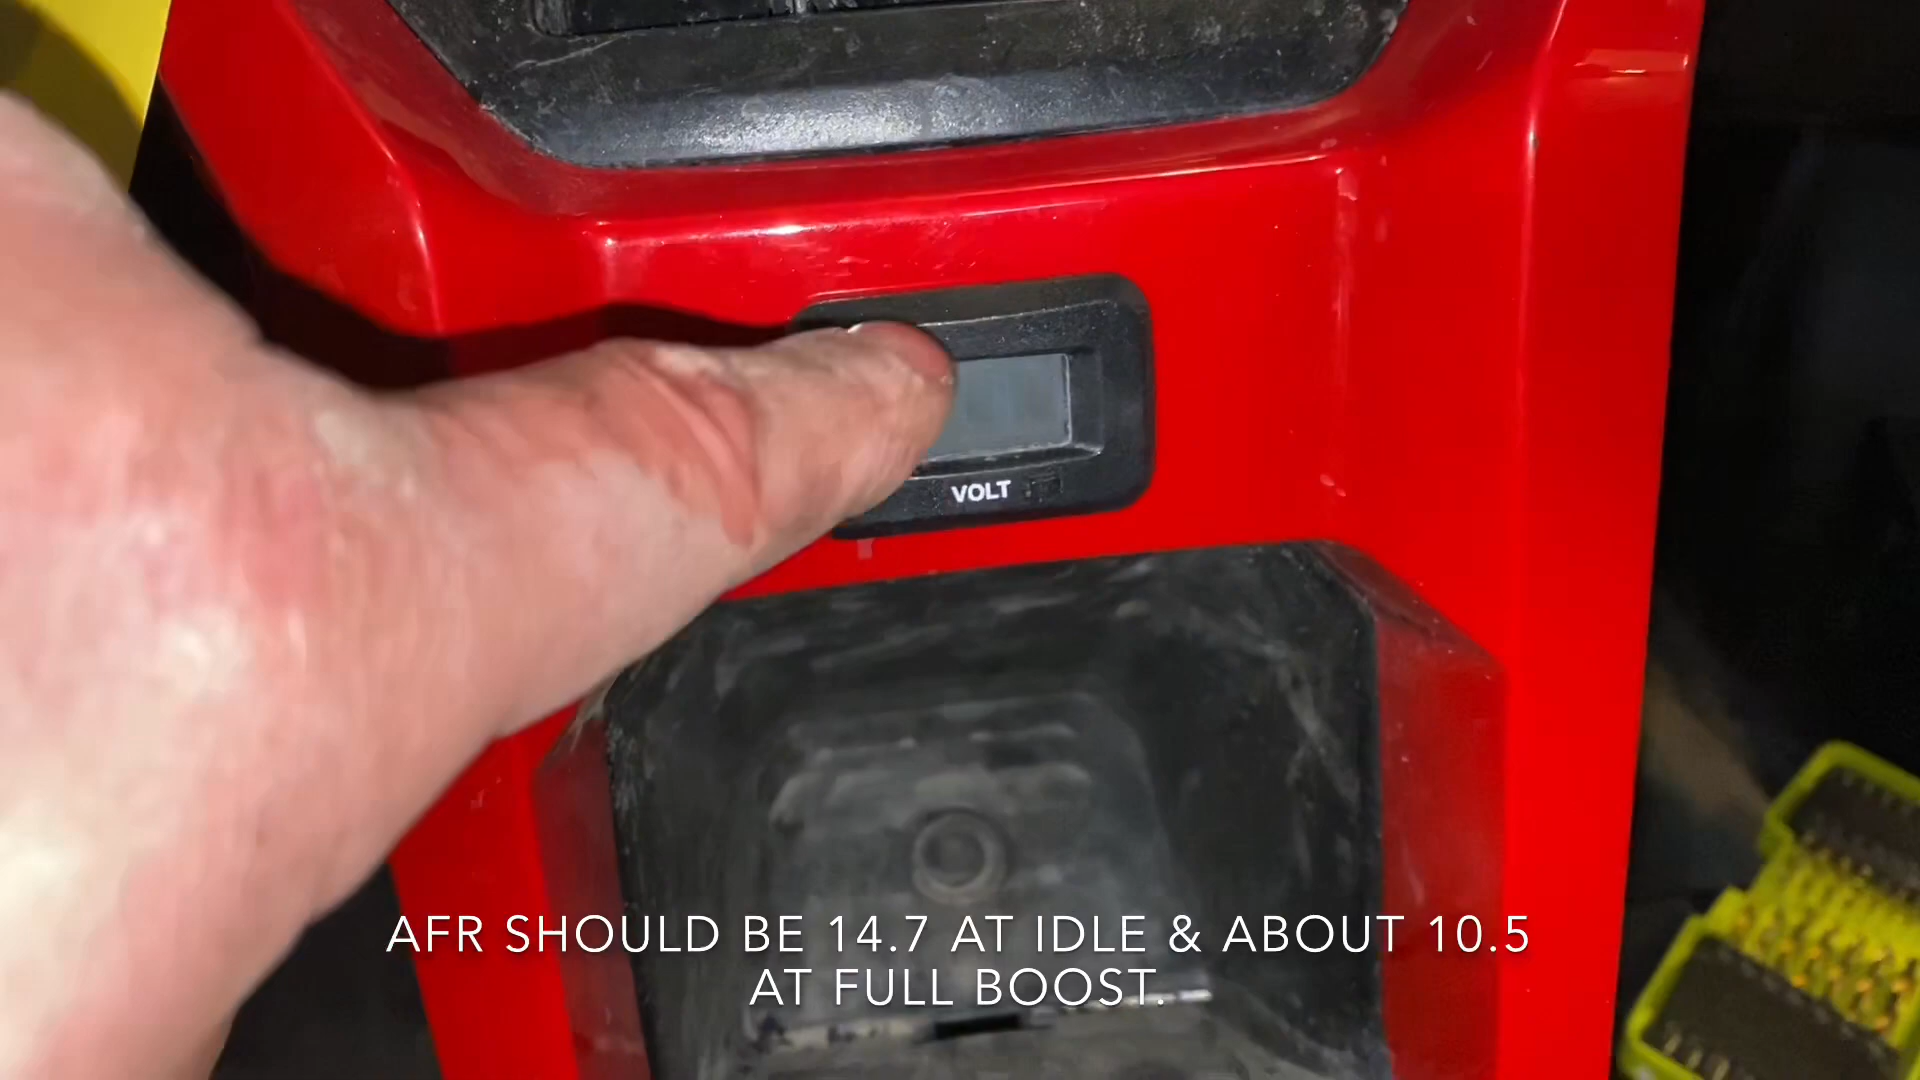 VOLT
AFR SHOULD BE 14.7 AT IDLE & ABOUT 10.5
AT FULL BOOST.